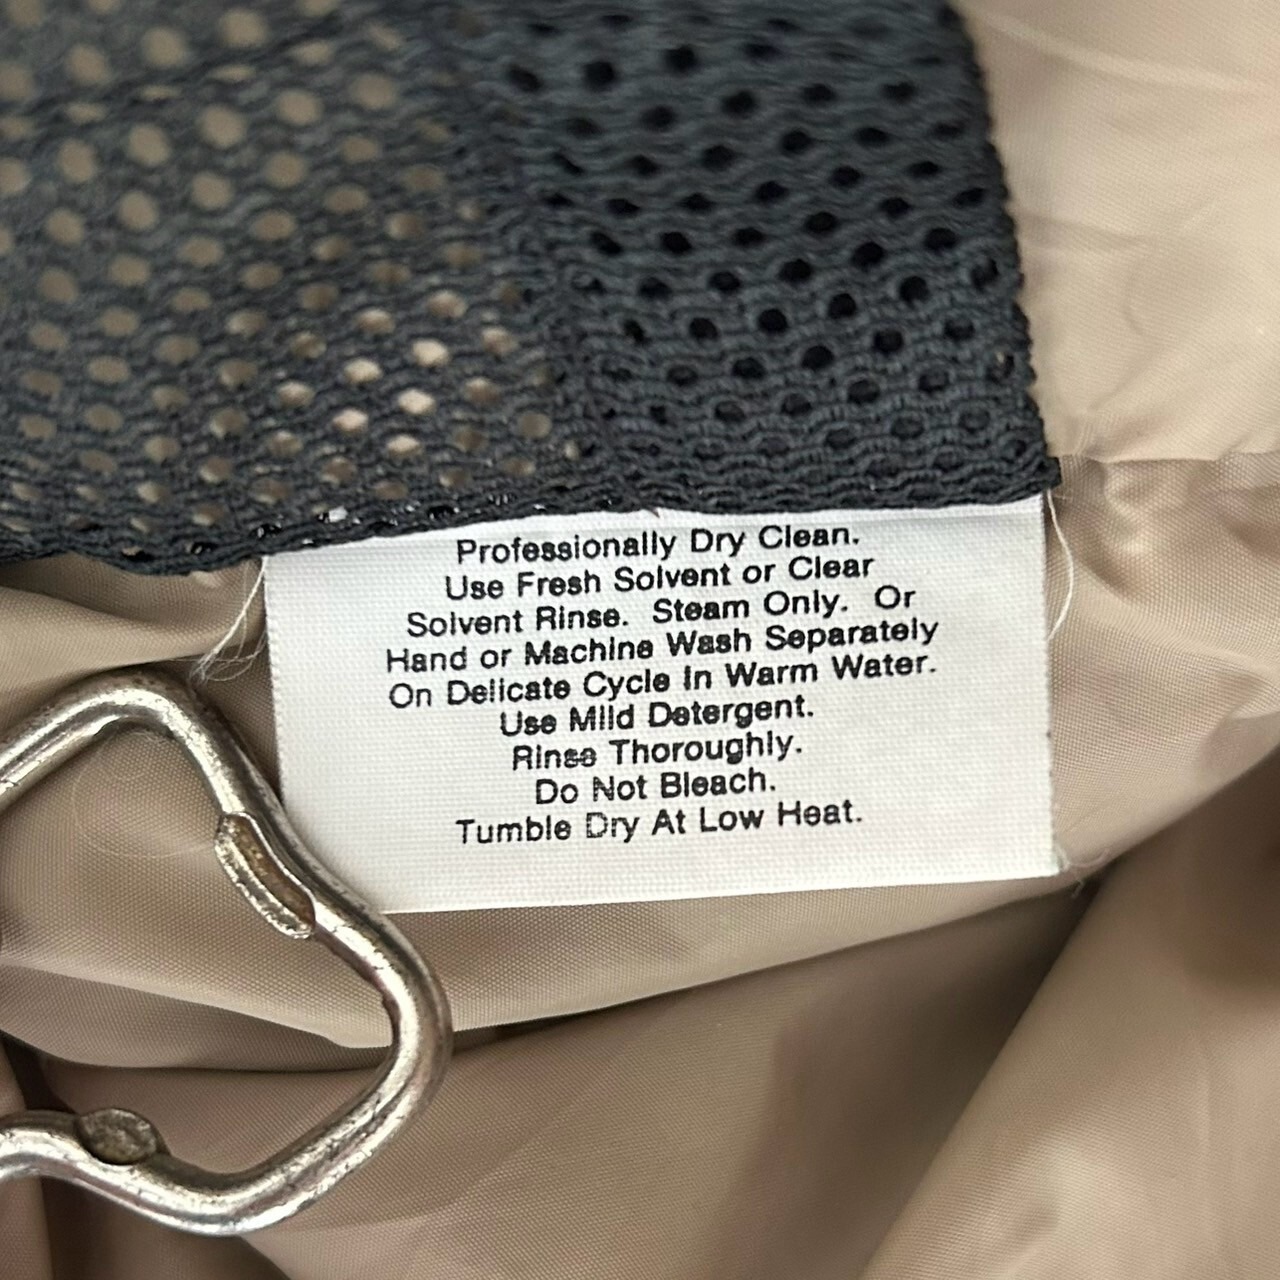 Professionally Dry Clean.
Use Fresh Solvent or Clear
Solvent Rinse. Steam Only. Or
Hand or Machine Wash Separately
On Delicate Cycle In Warm Water.
Use Mild Detergent.
Rinse Thoroughly.
Do Not Bleach.
Tumble Dry At Low Heat.